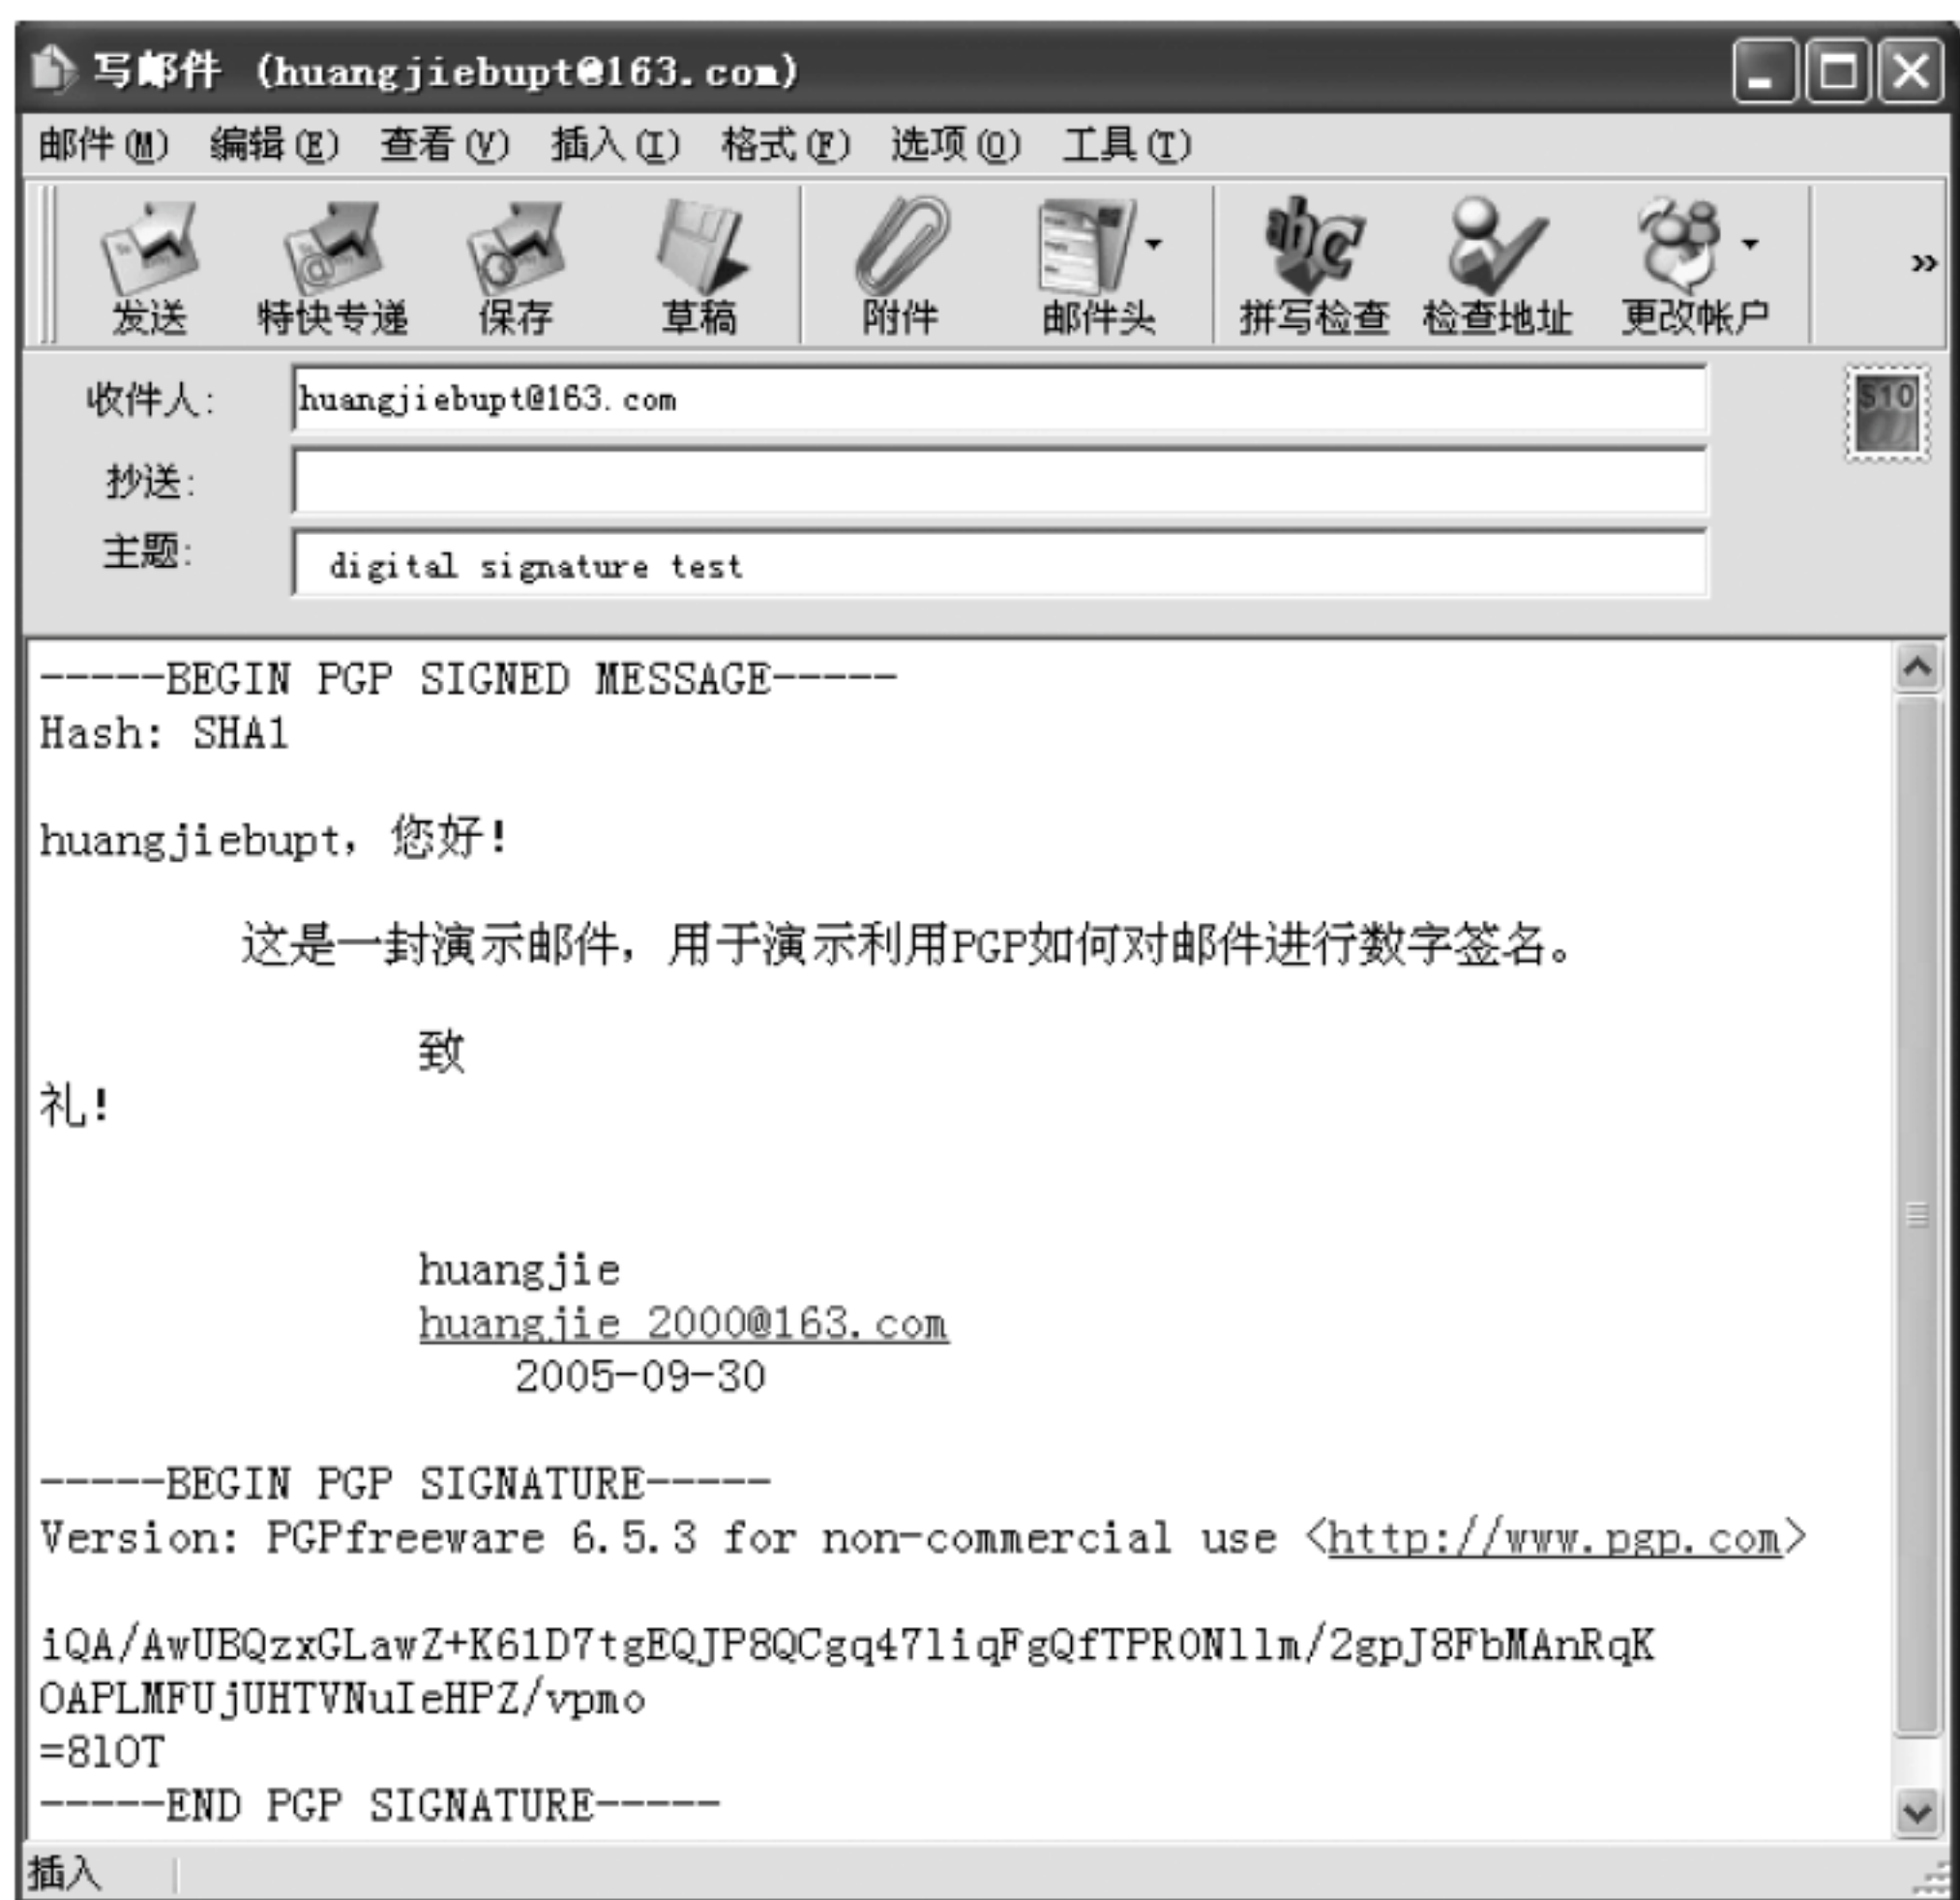 写邮件 (huangjiebupt@163.com)
邮件(M) 编辑(E) 查看(V) 插入(I) 格式(F) 选项(O) 工具(T)
发送 特快专递 保存 草稿 附件 邮件头 拼写检查 检查地址 更改帐户 »
收件人: huangjiebupt@163.com
$10
抄送:
主题: digital signature test
-----BEGIN PGP SIGNED MESSAGE-----
Hash: SHA1
huangjiebupt，您好!
这是一封演示邮件，用于演示利用PGP如何对邮件进行数字签名。
致
礼!
huangjie
huangjie_2000@163.com
2005-09-30
-----BEGIN PGP SIGNATURE-----
Version: PGPfreeware 6.5.3 for non-commercial use <http://www.pgp.com>
iQA/AwUBQzxGLawZ+K61D7tgEQJP8QCgq47liqFgQfTPRON1lm/2gpJ8FbMAnRqK
OAPLMFUjUHTVNuIeHPZ/vpmo
=8lOT
-----END PGP SIGNATURE-----
插入